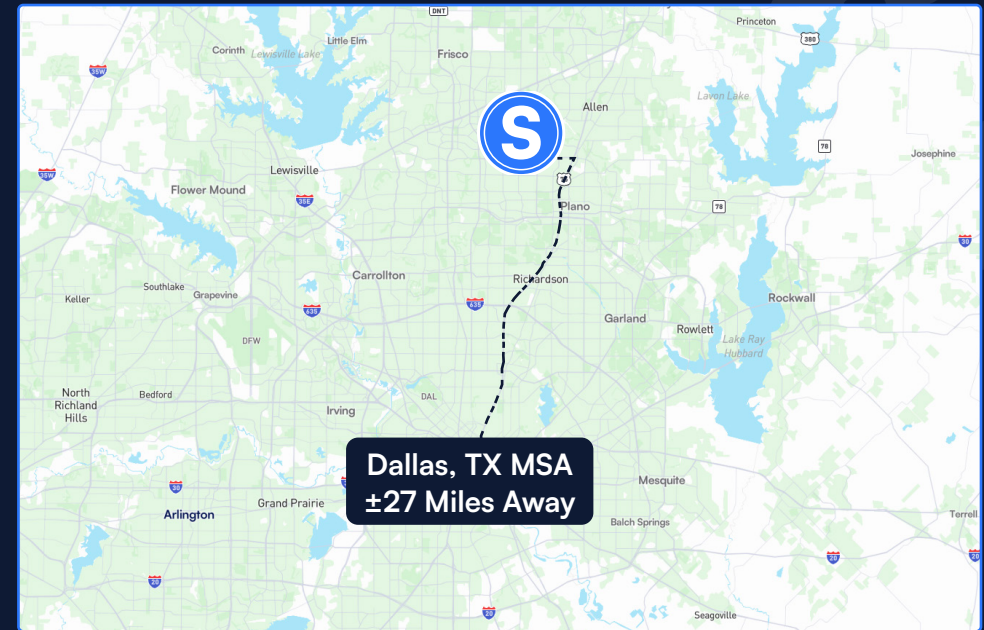 DNT
Princeton
380
Little Elm
Corinth
Lewisville Lake
Frisco
35W
Lavon Lake
Allen
S
78
Josephine
Lewisville
35W
Flower Mound
35E
Plano
78
30
Carrollton
Richardson
Southlake
Grapevine
Keller
635
635
Rockwall
Garland
Rowlett
Lake Ray
Hubbard
DFW
North
Richland
Hills
Bedford
DAL
Irving
Dallas, TX MSA
±27 Miles Away
Mesquite
30
Grand Prairie
Arlington
Balch Springs
Terrell
20
20
20
20
Seagoville